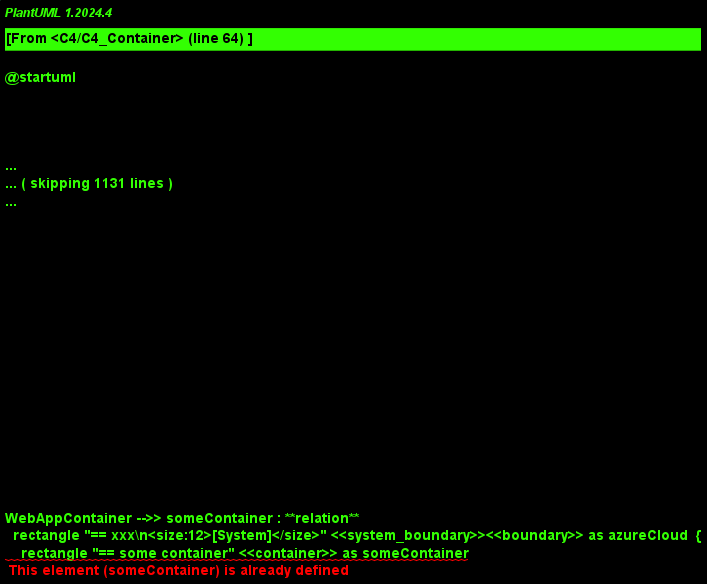 PlantUML 1.2024.4
[From <C4/C4_Container> (line 64) ]
@startuml
...
... ( skipping 1131 lines )
...
WebAppContainer -->> someContainer : **relation**
rectangle "== xxx\n<size:12>[System]</size>" <<system_boundary>><<boundary>> as azureCloud {
rectangle "== some container" <<container>> as someContainer
This element (someContainer) is already defined